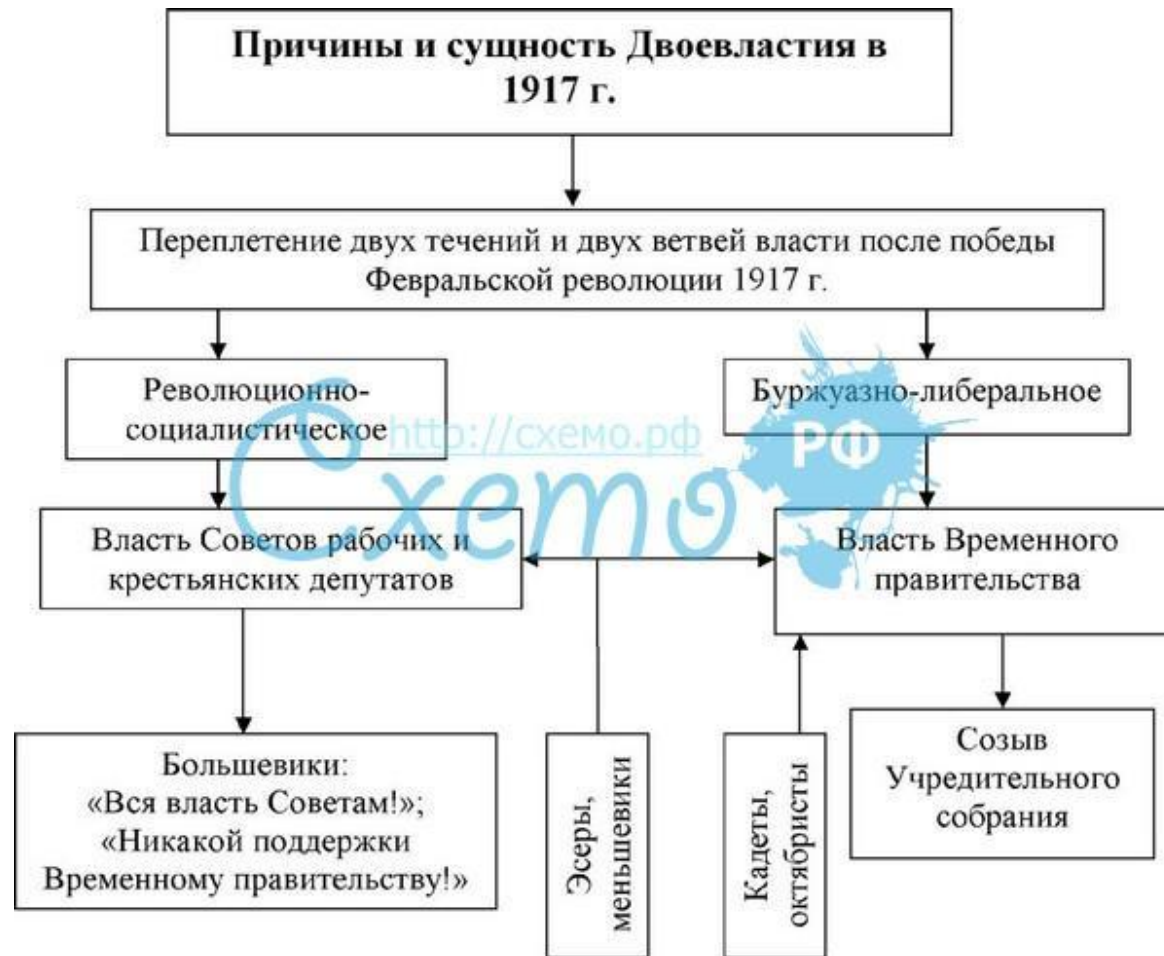 Причины и сущность Двоевластия в
1917 г.
Переплетение двух течений и двух ветвей власти после победы
Февральской революции 1917 г.
Революционно-
социалистическое
Буржуазно-либеральное
http://схемо.рф
Схемо
РФ
Власть Советов рабочих и
крестьянских депутатов
Власть Временного
правительства
Большевики:
«Вся власть Советам!»;
«Никакой поддержки
Временному правительству!»
Эсеры,
меньшевики
Кадеты,
октябристы
Созыв
Учредительного
собрания